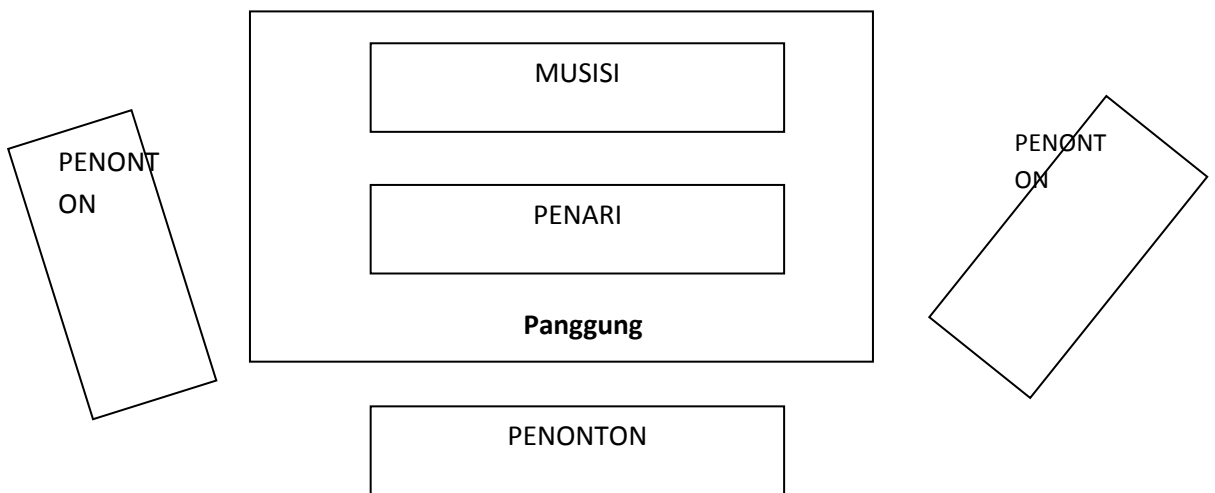 MUSISI
PENONT
ON
PENONT
ON
PENARI
Panggung
PENONTON